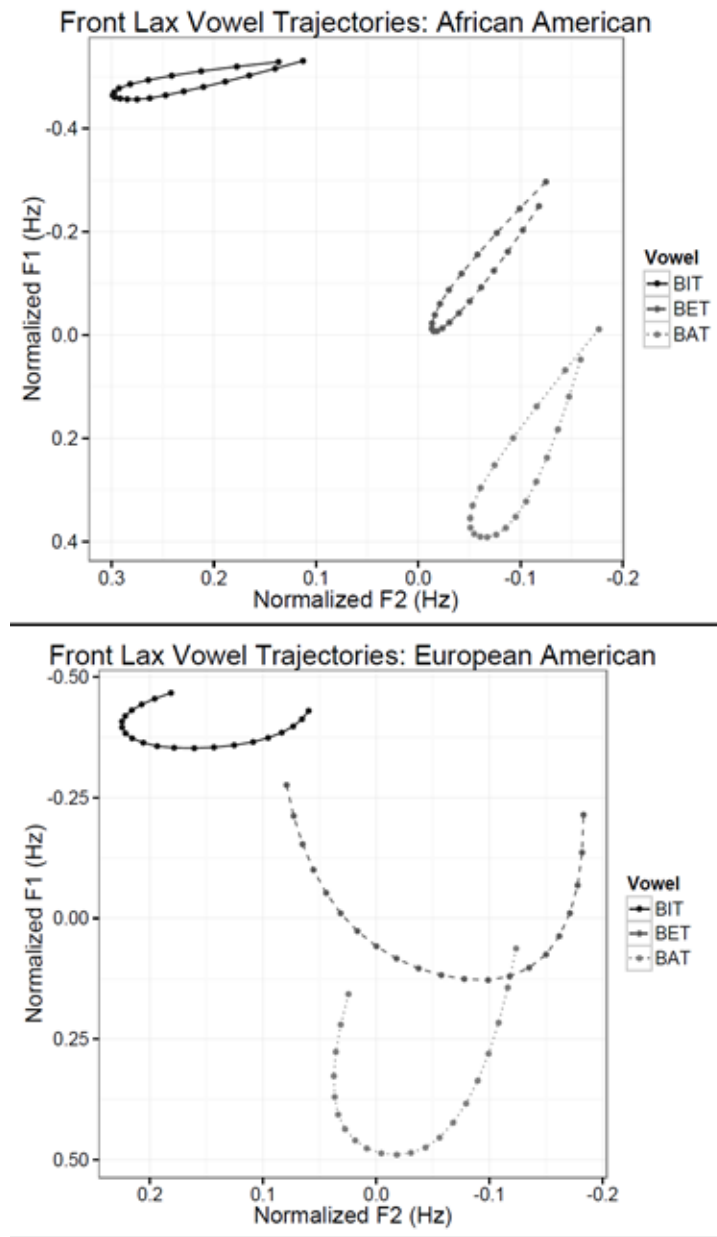 Front Lax Vowel Trajectories: African American
-0.4
-0.2
0.0
0.2
0.4
Normalized F1 (Hz)
0.3 0.2 0.1 0.0 -0.1 -0.2
Normalized F2 (Hz)
Vowel
BIT
BET
BAT
Front Lax Vowel Trajectories: European American
-0.50
-0.25
0.00
0.25
0.50
Normalized F1 (Hz)
0.2 0.1 0.0 -0.1 -0.2
Normalized F2 (Hz)
Vowel
BIT
BET
BAT